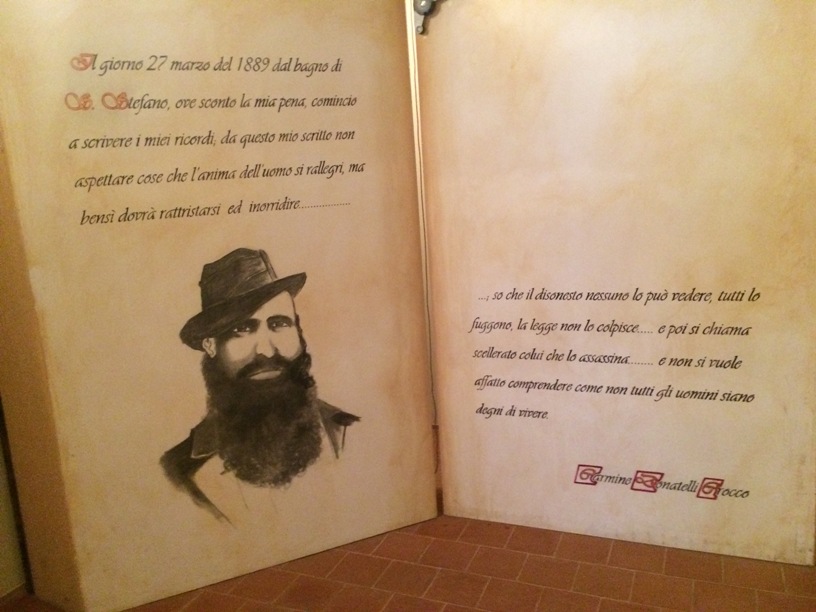 Il giorno 27 marzo del 1889 dal bagno di
S. Stefano, ove sconto la mia pena, comincio
a scrivere i miei ricordi; da questo mio scritto non
aspettare cose che l'anima dell'uomo si rallegri, ma
bensì dovrà rattristarsi ed inorridire..................
...; so che il disonesto nessuno lo può vedere, tutti lo
fuggono, la legge non lo colpisce..... e poi si chiama
scellerato colui che lo assassina........ e non si vuole
affatto comprendere come non tutti gli uomini siano
degni di vivere.
Carmine Donatelli Crocco